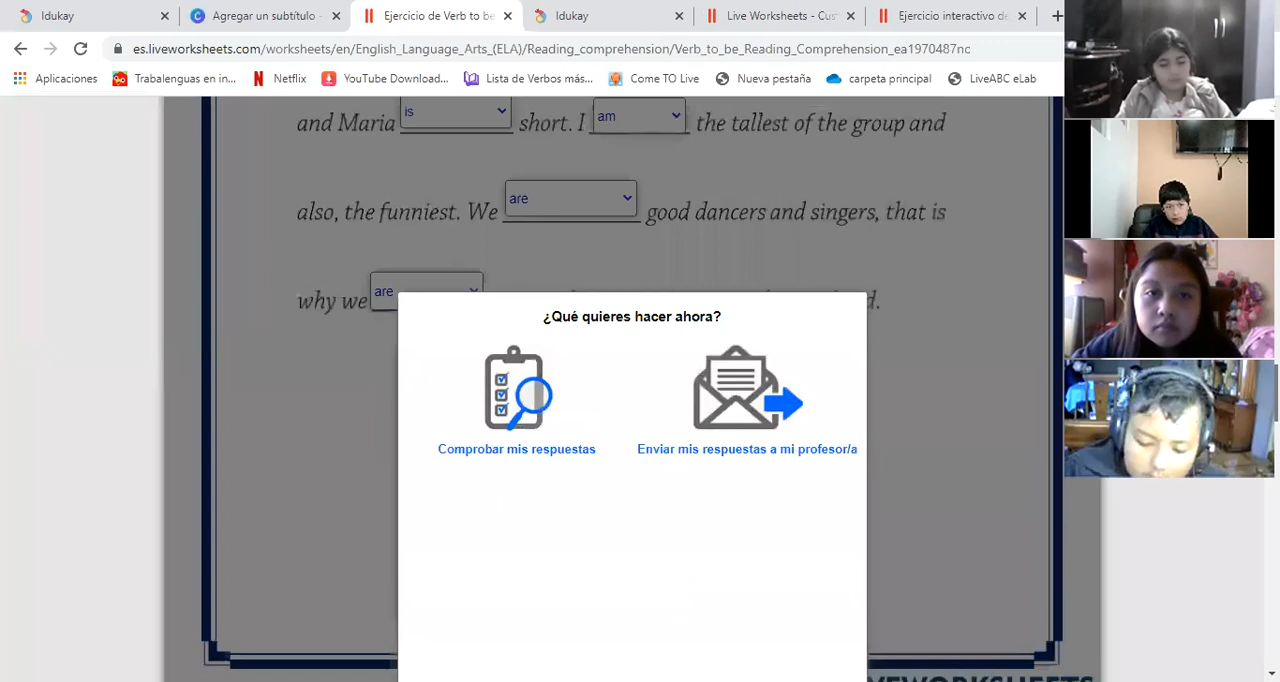 Idukay
Agregar un subtítulo -
Ejercicio de Verb to be
Idukay
Live Worksheets - Cus
Ejercicio interactivo de
es.liveworksheets.com/worksheets/en/English_Language_Arts_(ELA)/Reading_comprehension/Verb_to_be_Reading_Comprehension_ea1970487nc
Aplicaciones
Trabalenguas en in...
Netflix
YouTube Download...
Lista de Verbos más...
Come TO Live
Nueva pestaña
carpeta principal
LiveABC eLab
and Maria is short. I am the tallest of the group and
also, the funniest. We are good dancers and singers, that is
why we are d.
¿Qué quieres hacer ahora?
Comprobar mis respuestas
Enviar mis respuestas a mi profesor/a